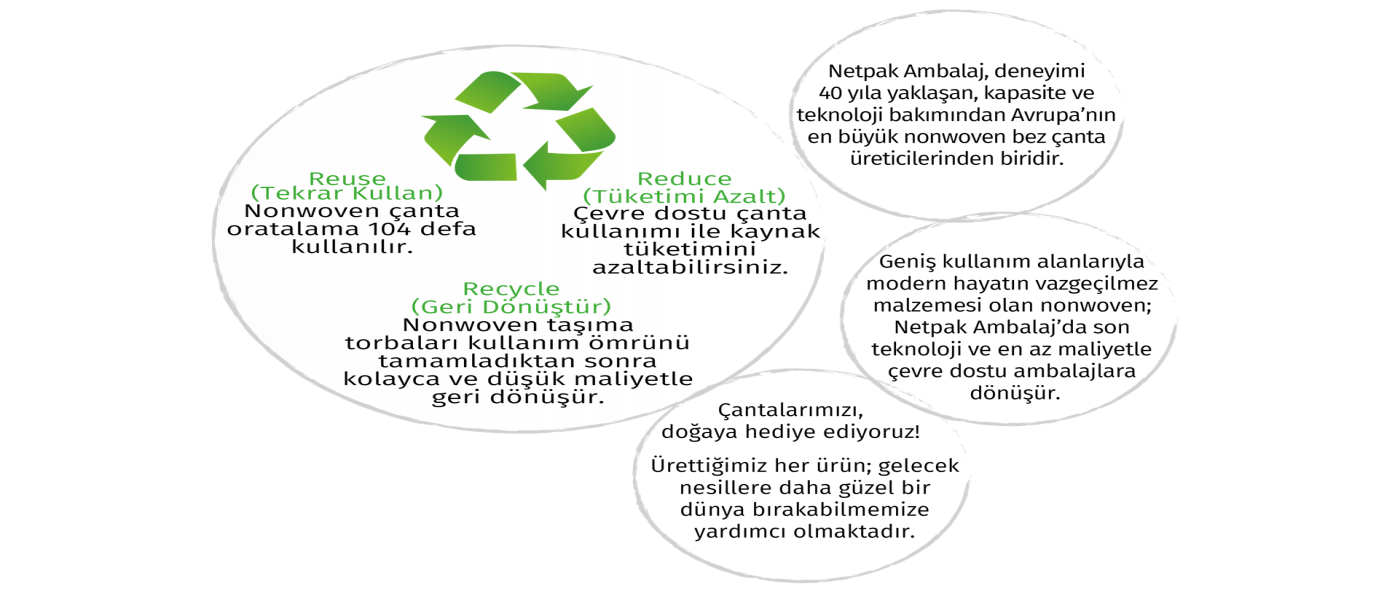 Reuse
(Tekrar Kullan)
Nonwoven çanta
oratalama 104 defa
kullanılır.
Reduce
(Tüketimi Azalt)
Çevre dostu çanta
kullanımı ile kaynak
tüketimini
azaltabilirsiniz.
Recycle
(Geri Dönüştür)
Nonwoven taşıma
torbaları kullanım ömrünü
tamamladıktan sonra
kolayca ve düşük maliyetle
geri dönüşür.
Netpak Ambalaj, deneyimi
40 yıla yaklaşan, kapasite ve
teknoloji bakımından Avrupa’nın
en büyük nonwoven bez çanta
üreticilerinden biridir.
Geniş kullanım alanlarıyla
modern hayatın vazgeçilmez
malzemesi olan nonwoven;
Netpak Ambalaj’da son
teknoloji ve en az maliyetle
çevre dostu ambalajlara
dönüşür.
Çantalarımızı,
doğaya hediye ediyoruz!
Ürettiğimiz her ürün; gelecek
nesillere daha güzel bir
dünya bırakabilmemize
yardımcı olmaktadır.